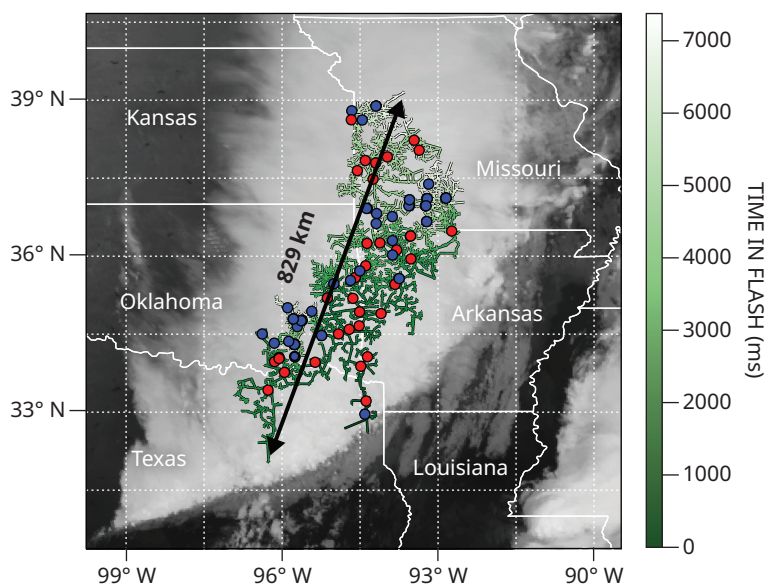 39° N
36° N
33° N
99° W
96° W
93° W
90° W
Kansas
Missouri
829 km
Oklahoma
Arkansas
Texas
Louisiana
7000
6000
5000
4000
3000
2000
1000
0
TIME IN FLASH (ms)